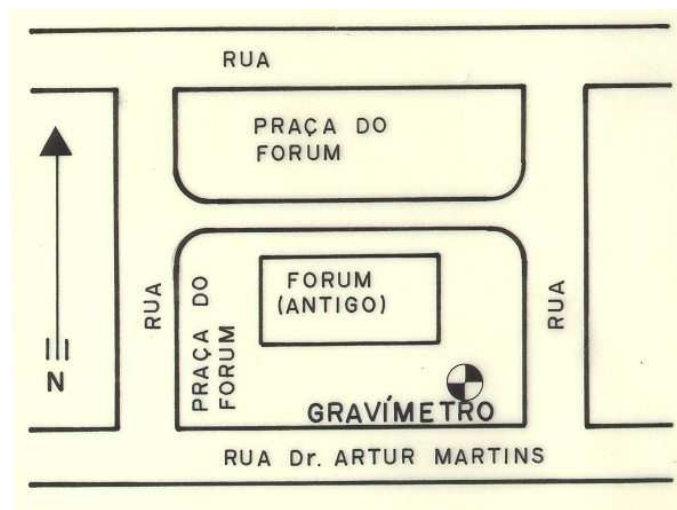 RUA
PRAÇA DO
FORUM
RUA
PRAÇA DO
FORUM
FORUM
(ANTIGO)
RUA
N
GRAVÍMETRO
RUA Dr. ARTUR MARTINS